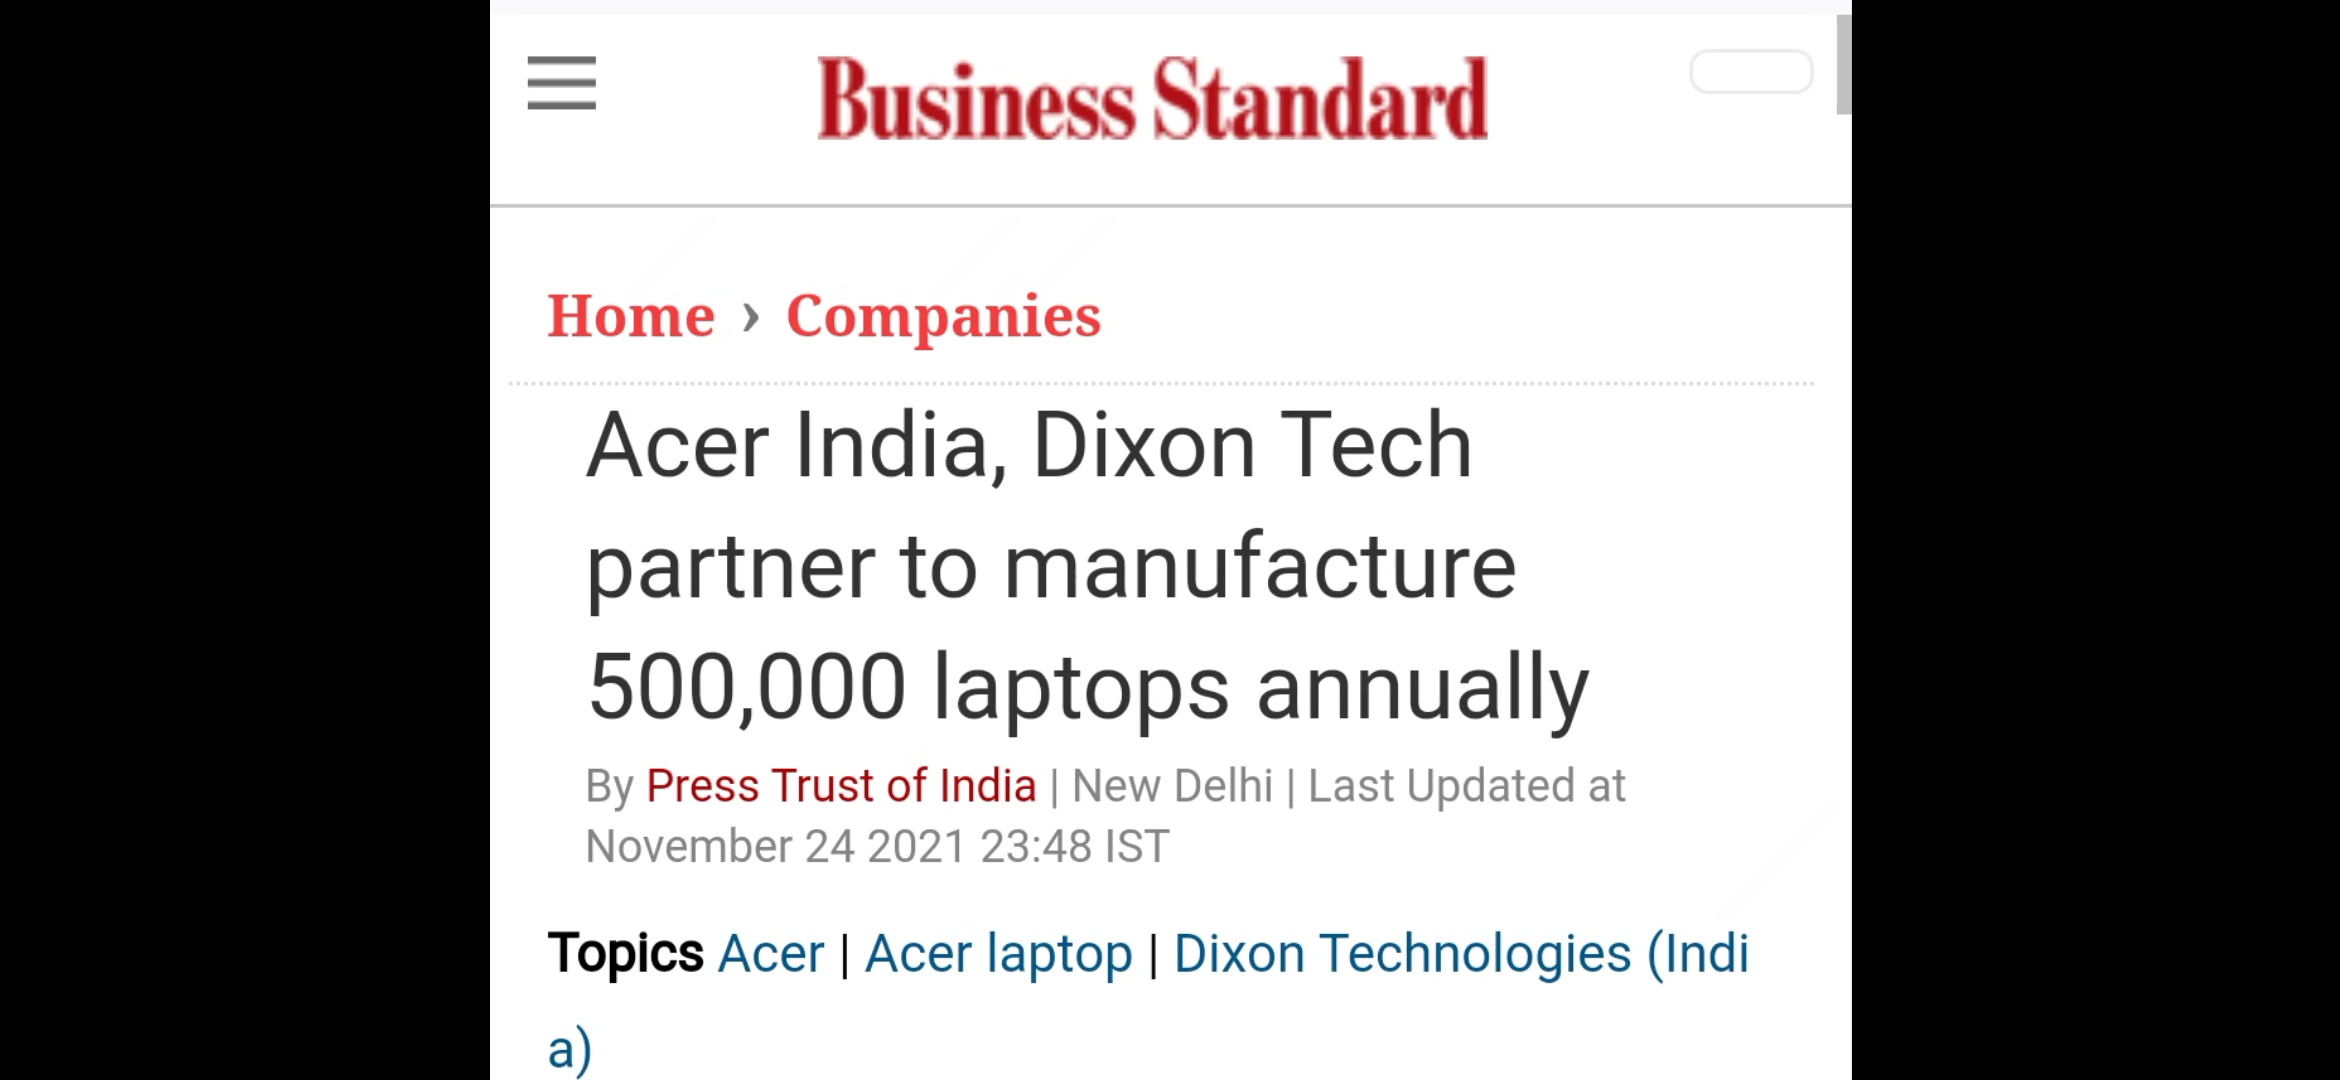 Business Standard
Home › Companies
Acer India, Dixon Tech
partner to manufacture
500,000 laptops annually
By Press Trust of India | New Delhi | Last Updated at
November 24 2021 23:48 IST
Topics Acer | Acer laptop | Dixon Technologies (Indi
a)